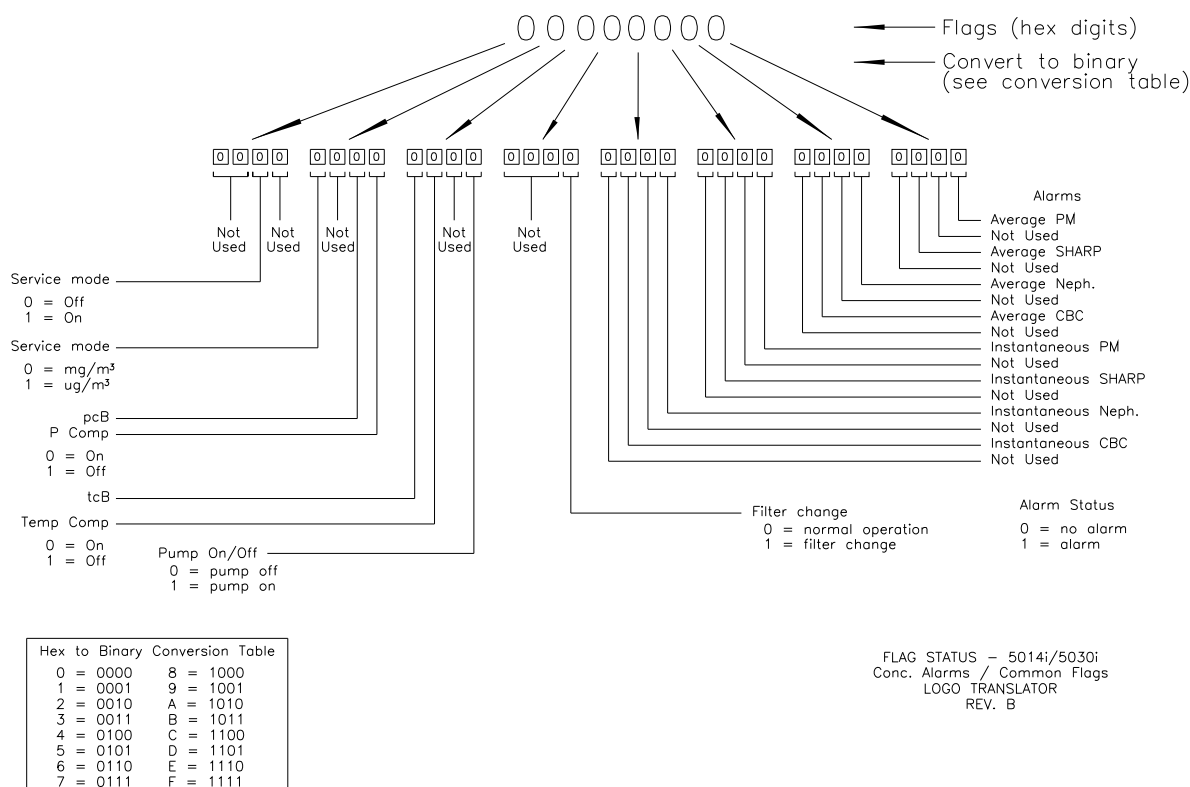 00000000
Flags (hex digits)
Convert to binary
(see conversion table)
0 0 0 0 0 0 0 0 0 0 0 0 0 0 0 0 0 0 0 0 0 0 0 0 0 0 0 0 0 0 0 0
Not
Used
Not
Used
Not
Used
Not
Used
Not
Used
Alarms
Average PM
Not Used
Average SHARP
Not Used
Average Neph.
Not Used
Average CBC
Not Used
Instantaneous PM
Not Used
Instantaneous SHARP
Not Used
Instantaneous Neph.
Not Used
Instantaneous CBC
Not Used
Service mode
0 = Off
1 = On
Service mode
0 = mg/m³
1 = ug/m³
pcB
P Comp
0 = On
1 = Off
tcB
Temp Comp
0 = On
1 = Off
Pump On/Off
0 = pump off
1 = pump on
Filter change
0 = normal operation
1 = filter change
Alarm Status
0 = no alarm
1 = alarm
Hex to Binary Conversion Table
0 = 0000 8 = 1000
1 = 0001 9 = 1001
2 = 0010 A = 1010
3 = 0011 B = 1011
4 = 0100 C = 1100
5 = 0101 D = 1101
6 = 0110 E = 1110
7 = 0111 F = 1111
FLAG STATUS – 5014i/5030i
Conc. Alarms / Common Flags
LOGO TRANSLATOR
REV. B